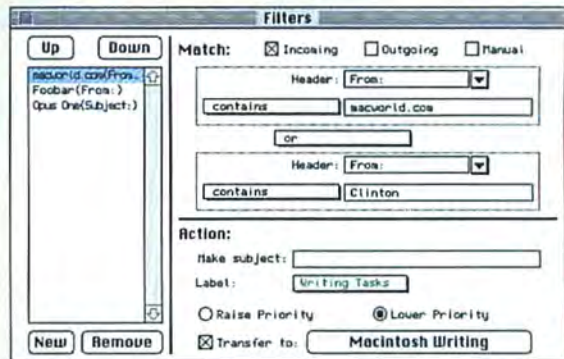 Filters
Up Down
macworld.com(From...
Foobar(From:)
Opus One(Subject:)
New Remove
Match: Incoming Outgoing Manual
Header: From:
contains macworld.com
or
Header: From:
contains Clinton
Action:
Make subject:
Label: Writing Tasks
Raise Priority Lower Priority
Transfer to: Macintosh Writing